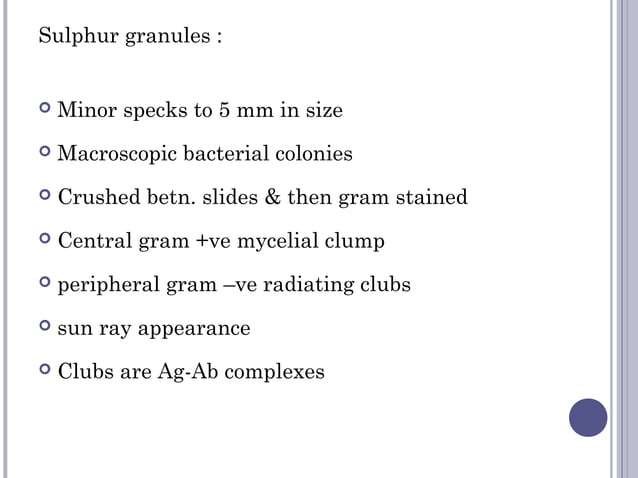 Sulphur granules :
Minor specks to 5 mm in size
Macroscopic bacterial colonies
Crushed betn. slides & then gram stained
Central gram +ve mycelial clump
peripheral gram –ve radiating clubs
sun ray appearance
Clubs are Ag-Ab complexes